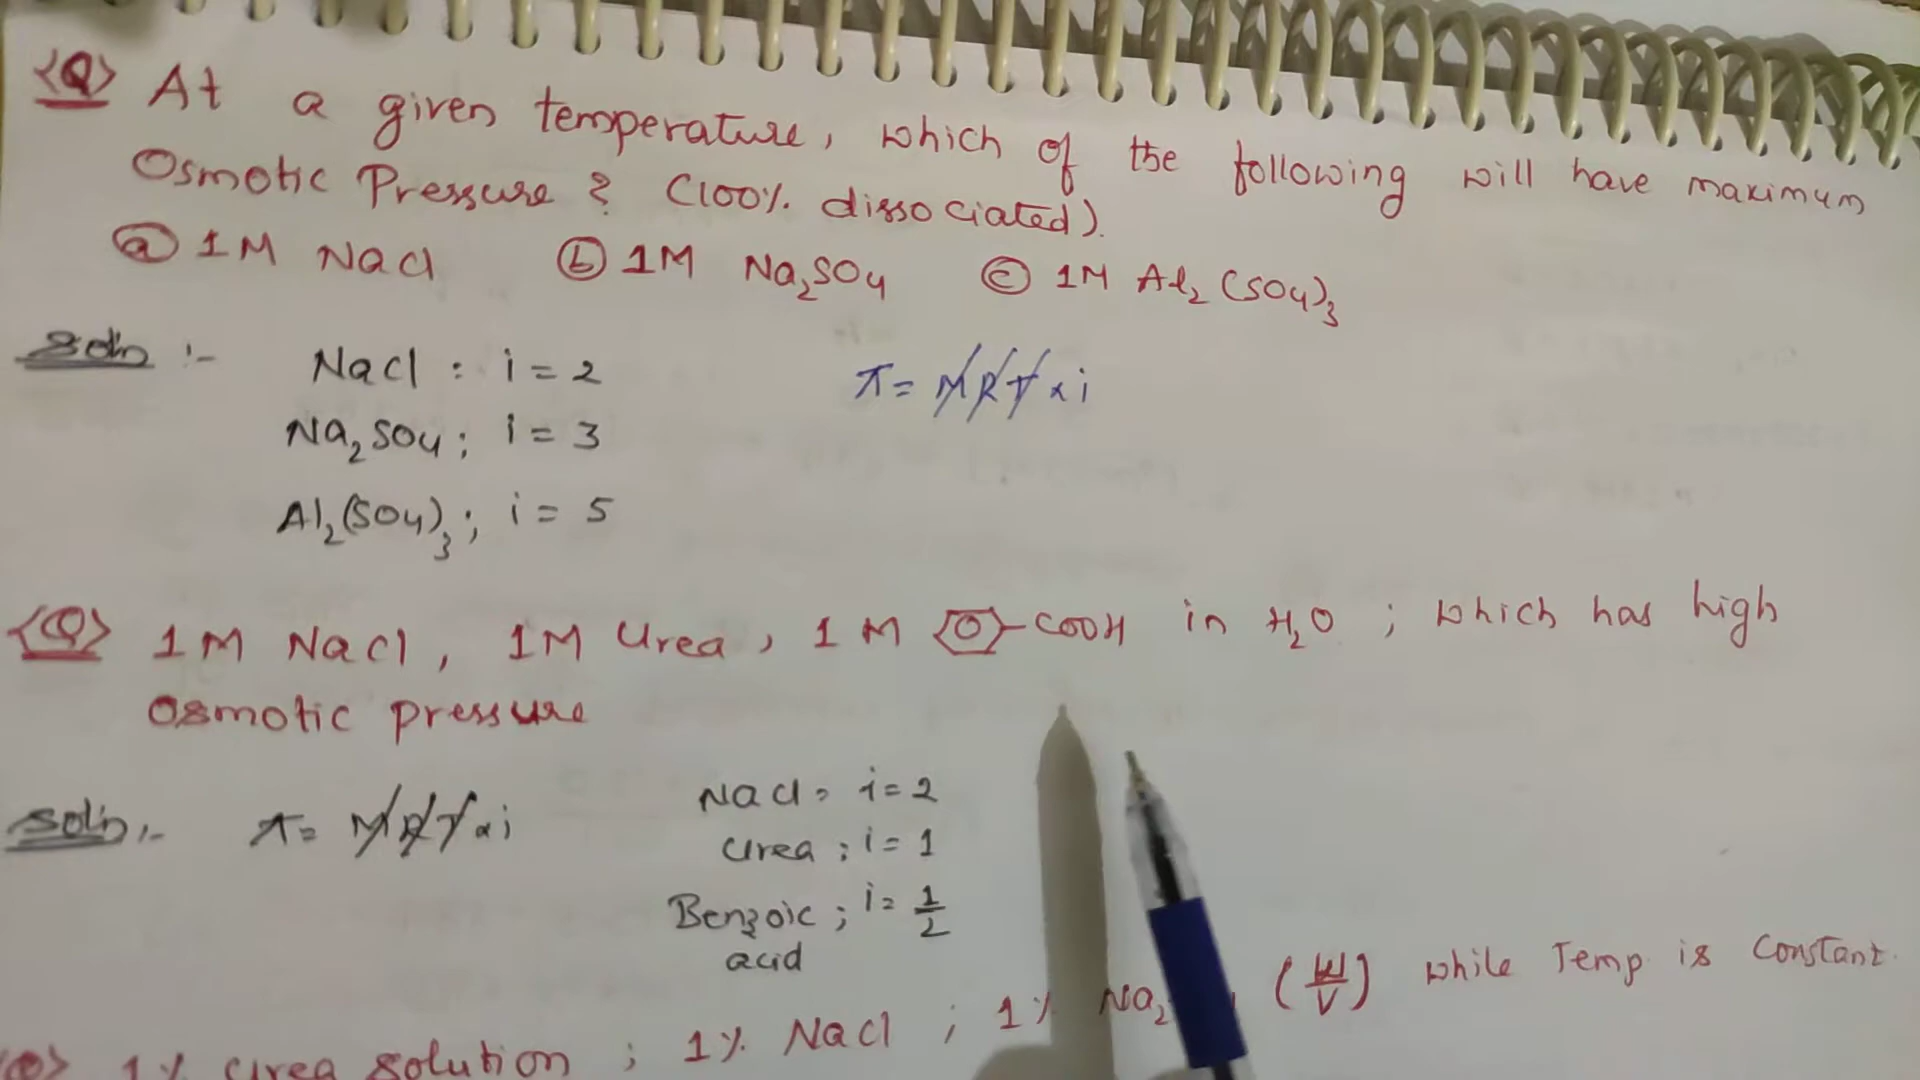 <Q> At a given temperature, which of the following will have maximum
Osmotic Pressure ? (100% dissociated).
ⓐ 1M NaCl ⓑ 1M Na₂SO₄ ⓒ 1M Al₂(SO₄)₃
Soln :- NaCl : i = 2 π = MRT x i
Na₂SO₄ ; i = 3
Al₂(SO₄)₃ ; i = 5
<Q> 1M NaCl, 1M Urea, 1M -COOH in H₂O ; which has high
osmotic pressure
Soln :- π = MRT x i NaCl, i = 2
Urea ; i = 1
Benzoic ; i = 1/2
acid
<Q> 1% Urea solution ; 1% NaCl ; 1% Na₂ (W/V) while Temp is Constant.